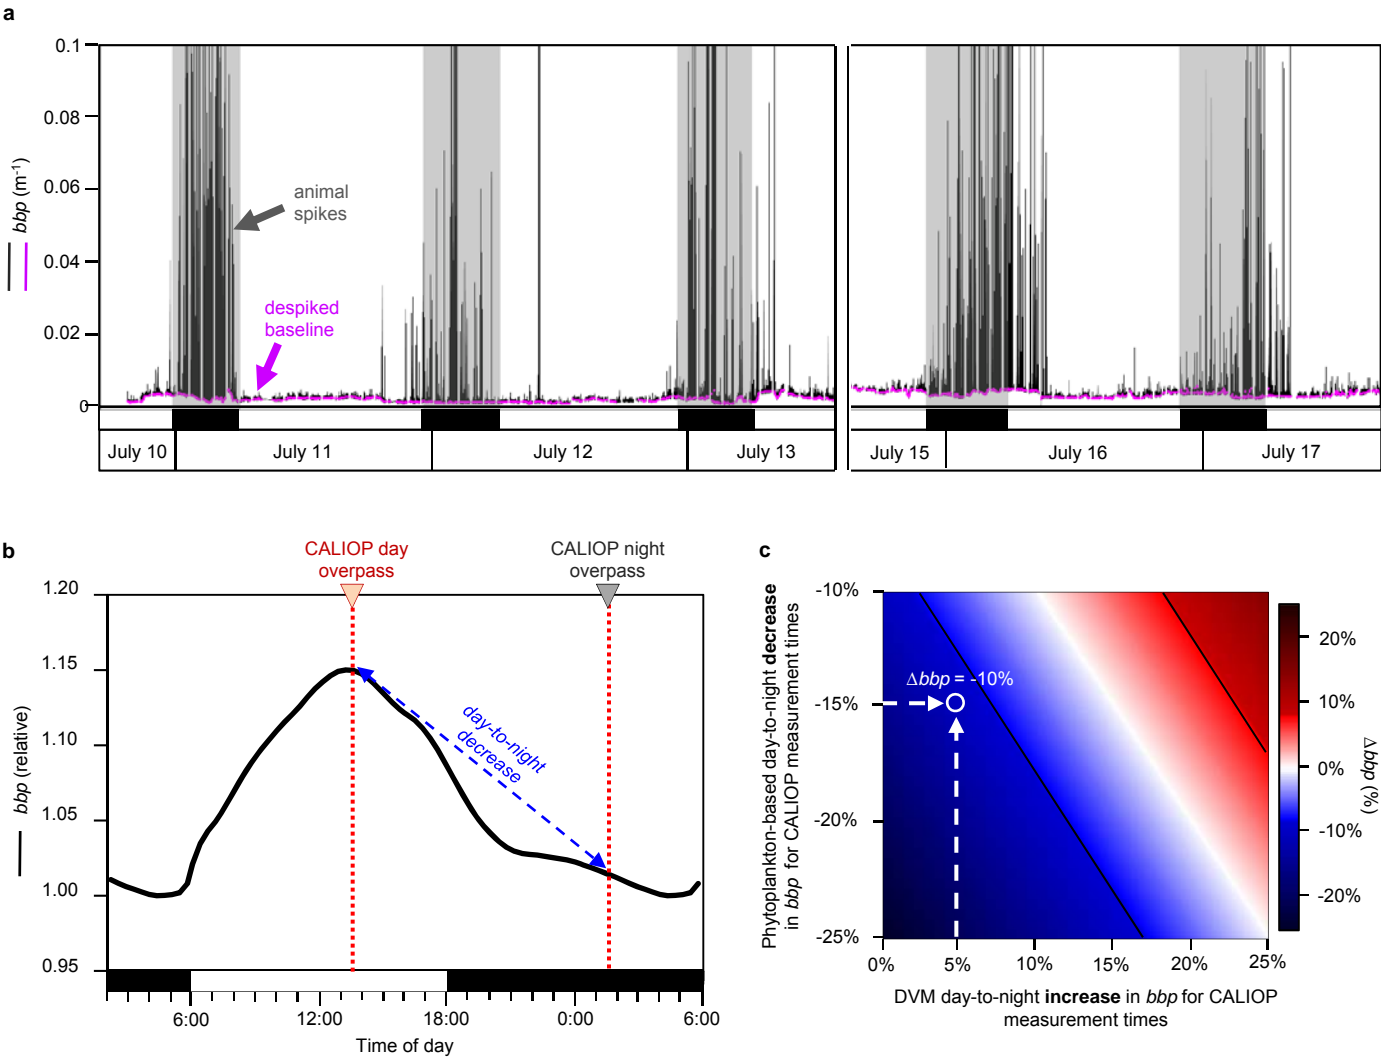 a
0.1
0.08
0.06
0.04
0.02
0
bbp (m⁻¹)
animal
spikes
despiked
baseline
July 10
July 11
July 12
July 13
July 15
July 16
July 17
b
CALIOP day
overpass
CALIOP night
overpass
1.20
1.15
1.10
1.05
1.00
0.95
bbp (relative)
day-to-night
decrease
6:00
12:00
18:00
0:00
6:00
Time of day
c
Phytoplankton-based day-to-night decrease
in bbp for CALIOP measurement times
-10%
-15%
-20%
-25%
Δbbp = -10%
0%
5%
10%
15%
20%
25%
DVM day-to-night increase in bbp for CALIOP
measurement times
20%
10%
0%
-10%
-20%
Δbbp (%)